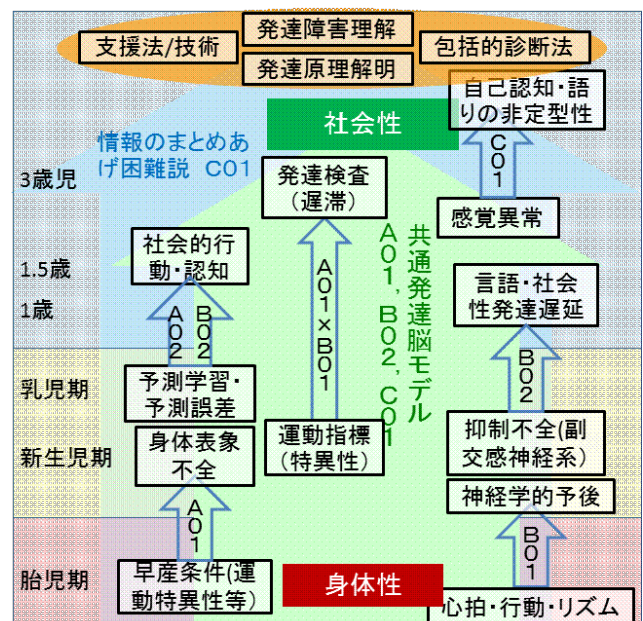 発達障害理解
支援法/技術
包括的診断法
発達原理解明
自己認知・語
りの非定型性
社会性
情報のまとめあ
げ困難説 C01
C01
3歳児
発達検査
(遅滞)
感覚異常
社会的行
動・認知
共通発達脳モデル
A01, B02, C01
1.5歳
言語・社会
性発達遅延
1歳
A02
B02
A01×B01
B02
乳児期
予測学習・
予測誤差
新生児期
身体表象
不全
運動指標
(特異性)
抑制不全(副
交感神経系)
神経学的予後
A01
B01
胎児期
早産条件(運
動特異性等)
身体性
心拍・行動・リズム